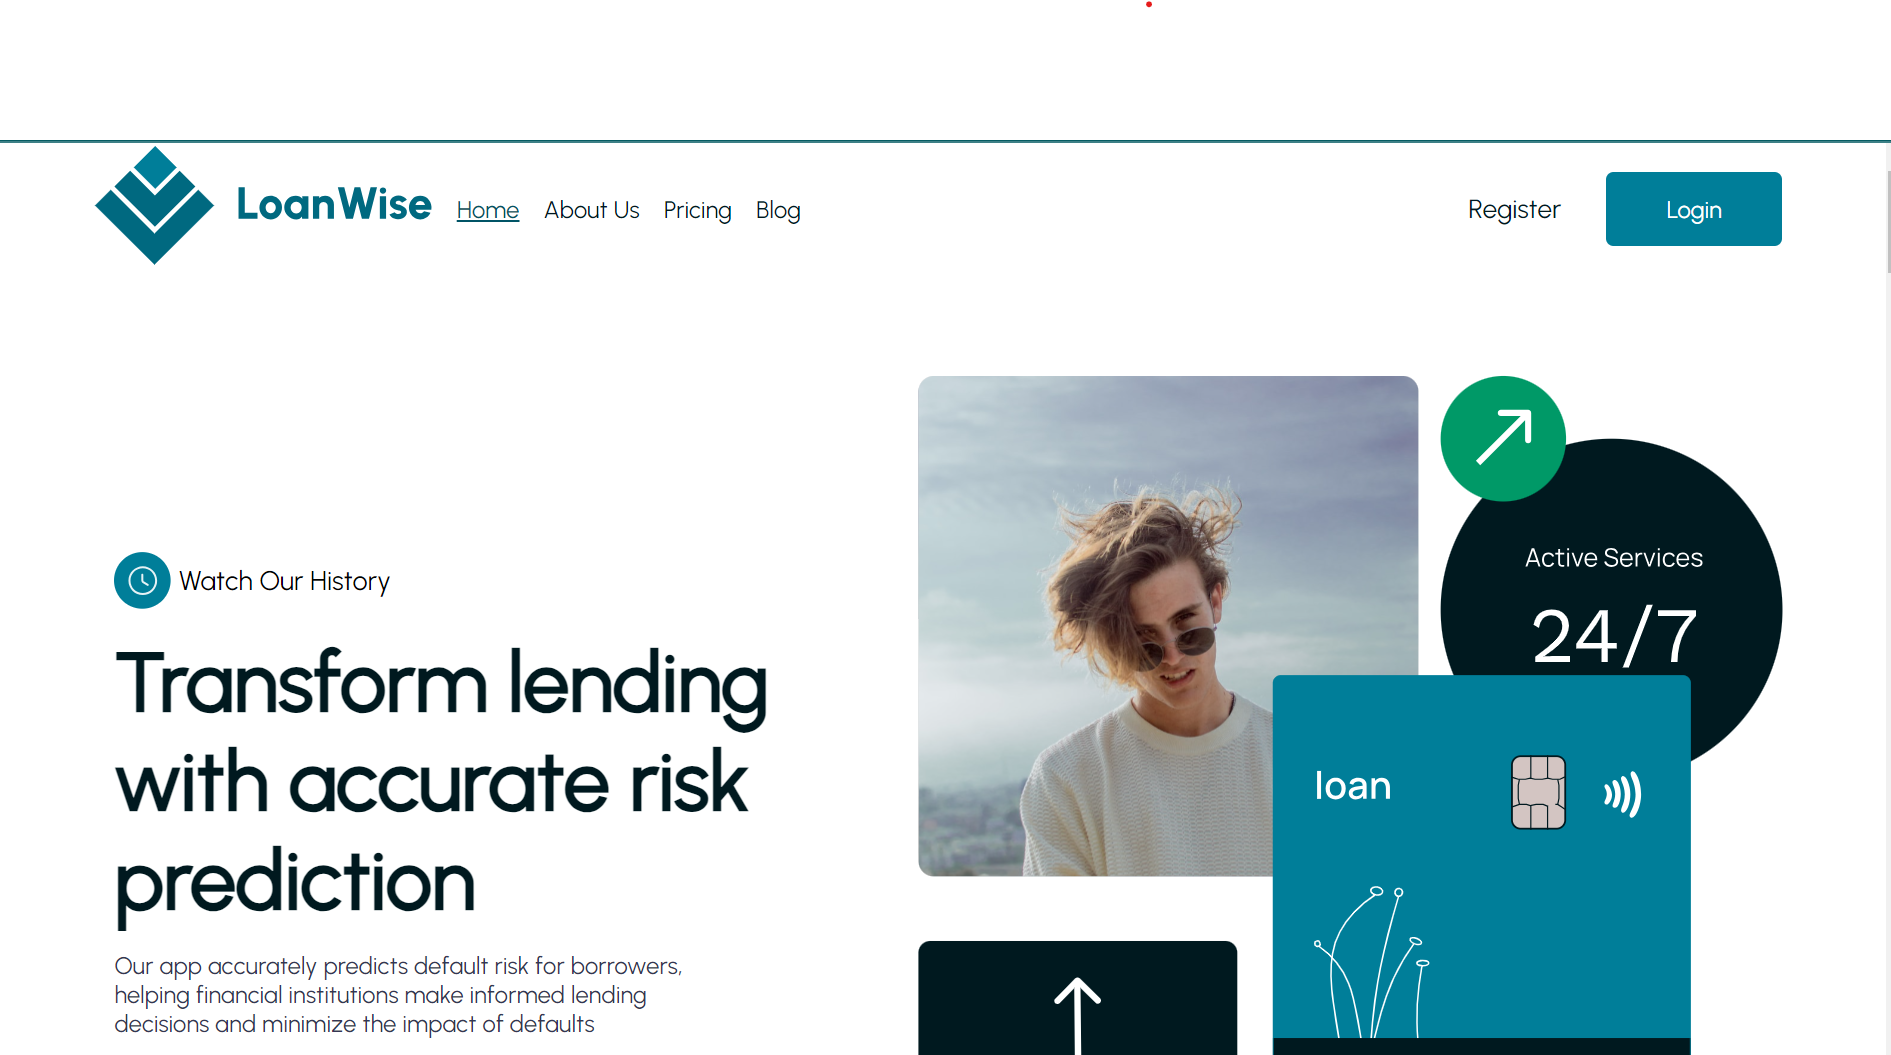 LoanWise
Home About Us Pricing Blog
Register
Login
Watch Our History
Transform lending
with accurate risk
prediction
Our app accurately predicts default risk for borrowers,
helping financial institutions make informed lending
decisions and minimize the impact of defaults
Active Services
24/7
loan